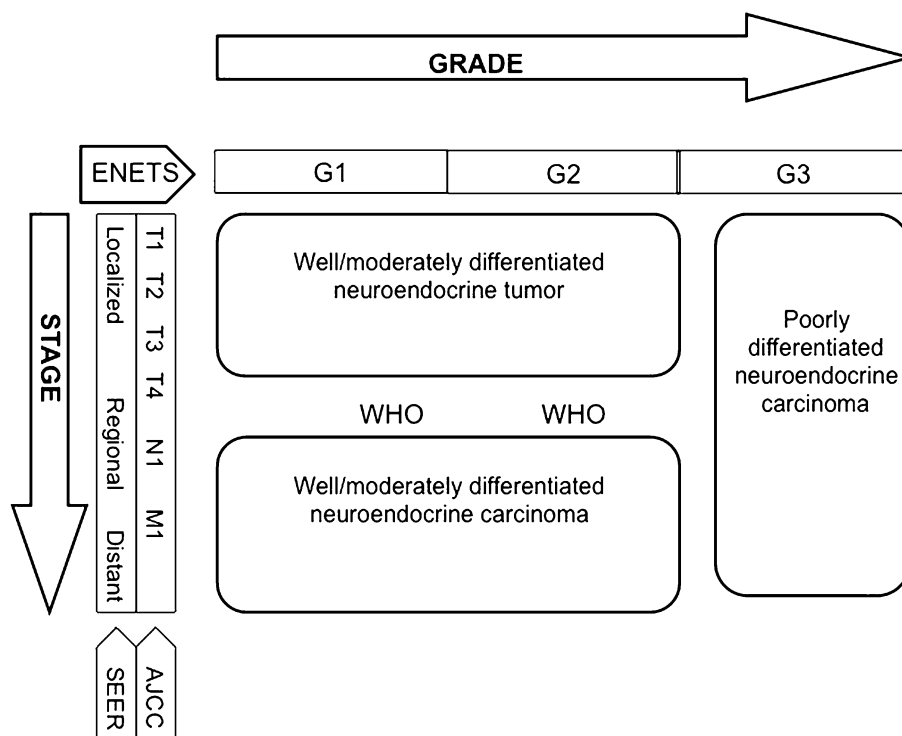 GRADE
ENETS
G1
G2
G3
STAGE
Localized
Regional
Distant
T1
T2
T3
T4
N1
M1
Well/moderately differentiated
neuroendocrine tumor
WHO
WHO
Well/moderately differentiated
neuroendocrine carcinoma
Poorly
differentiated
neuroendocrine
carcinoma
SEER
AJCC